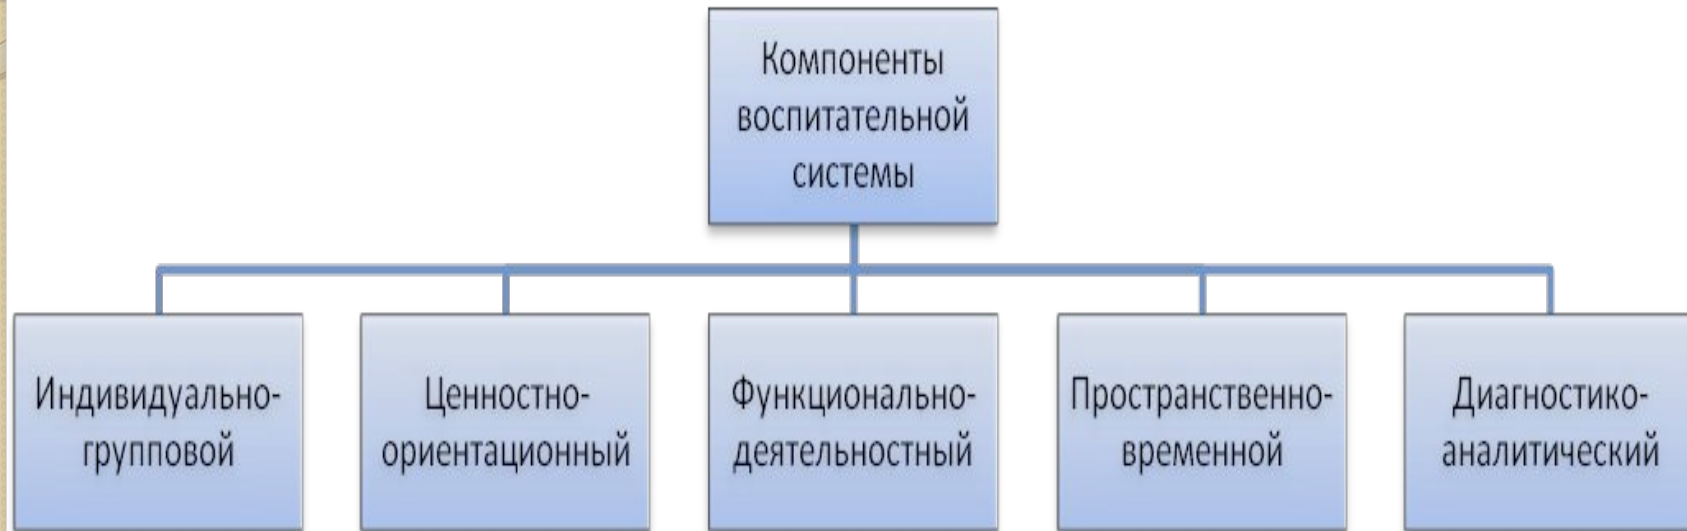 Компоненты
воспитательной
системы
Индивидуально-
групповой
Ценностно-
ориентационный
Функционально-
деятельностный
Пространственно-
временной
Диагностико-
аналитический